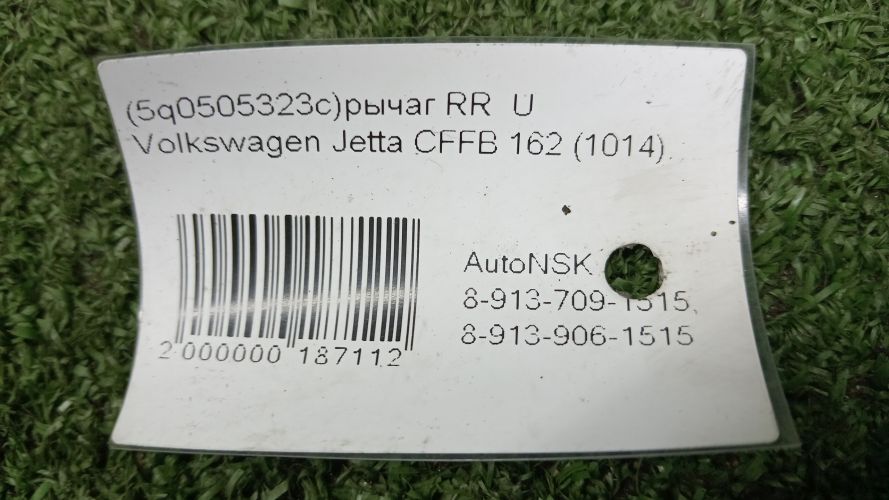 (5q0505323c)рычаг RR U
Volkswagen Jetta CFFB 162 (1014)
AutoNSK
8-913-709-1515,
8-913-906-1515
2 000000 187112